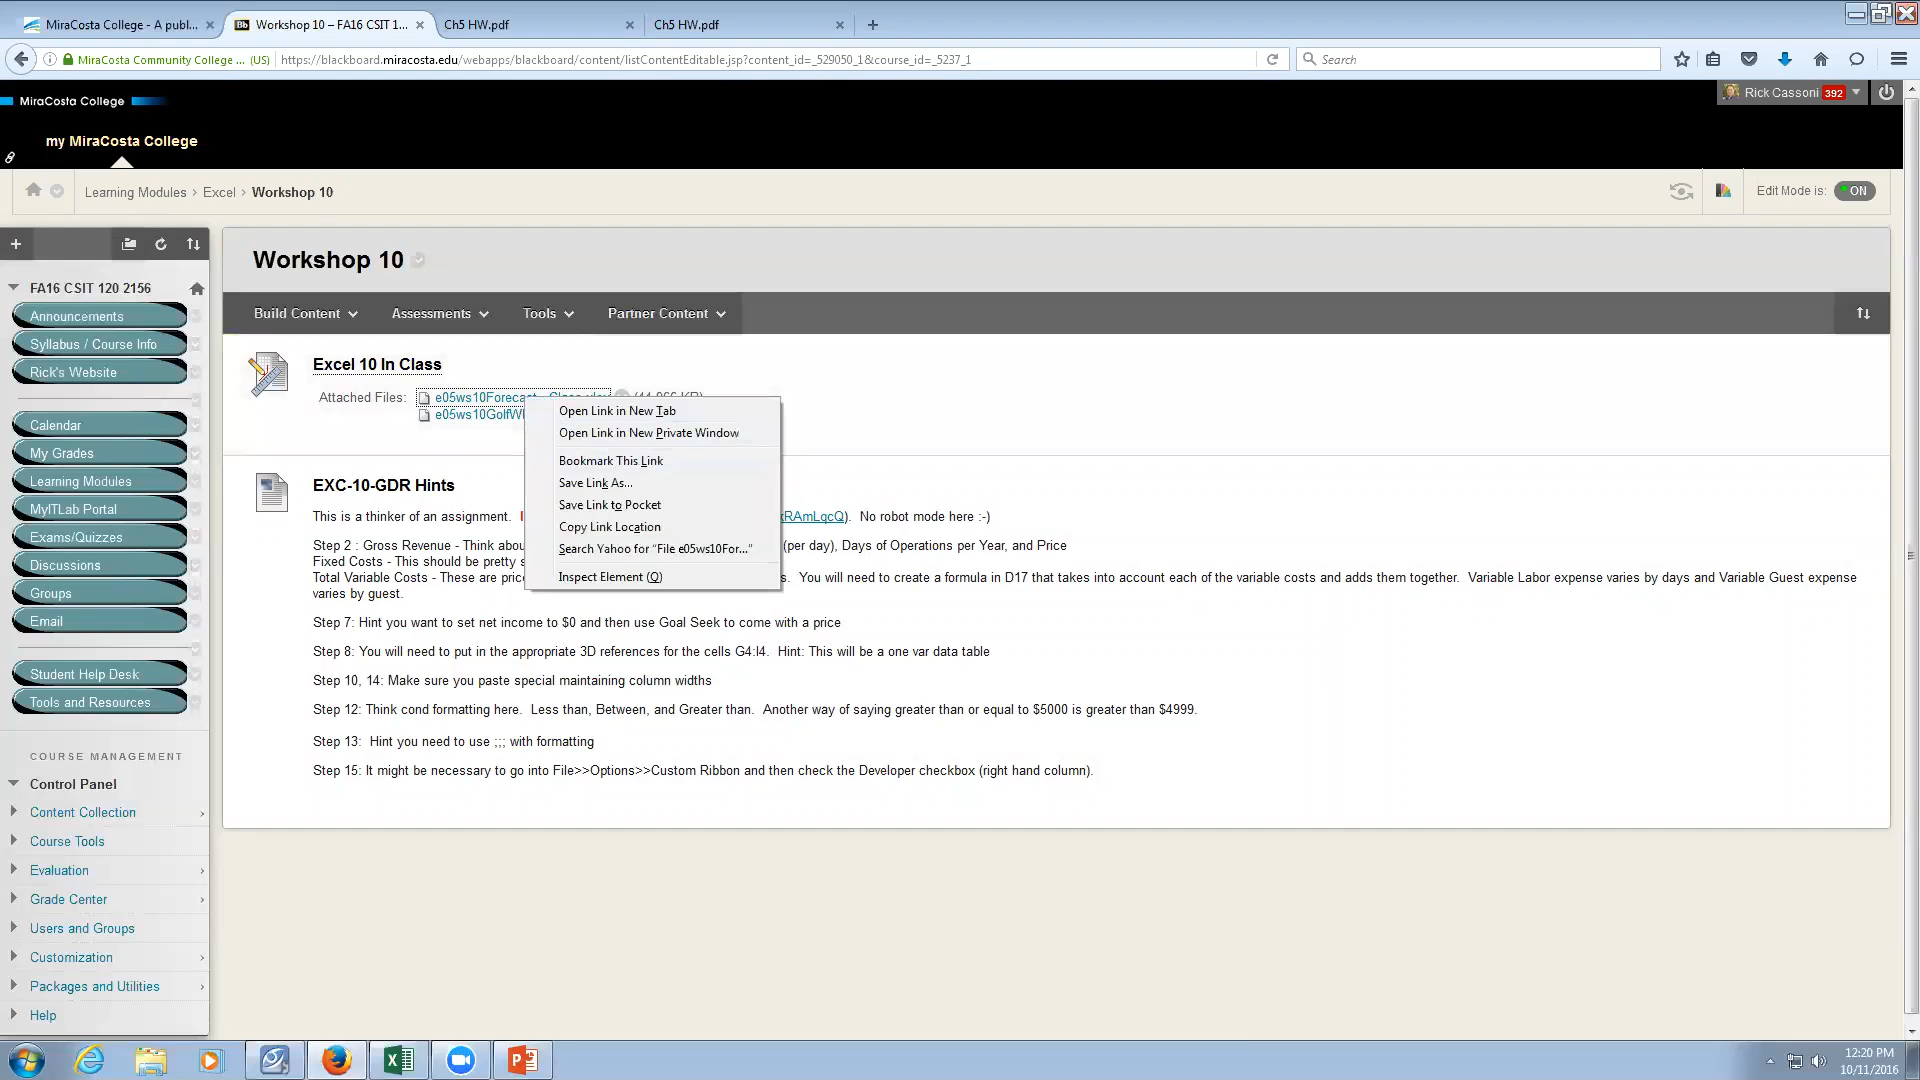 MiraCosta College - A publ...
Workshop 10 – FA16 CSIT 1...
Ch5 HW.pdf
Ch5 HW.pdf
MiraCosta Community College ... (US)
https://blackboard.miracosta.edu/webapps/blackboard/content/listContentEditable.jsp?content_id=_529050_1&course_id=_5237_1
Search
MiraCosta College
Rick Cassoni 392
my MiraCosta College
Learning Modules > Excel > Workshop 10
Edit Mode is: ON
FA16 CSIT 120 2156
Announcements
Syllabus / Course Info
Rick's Website
Calendar
My Grades
Learning Modules
MyITLab Portal
Exams/Quizzes
Discussions
Groups
Email
Student Help Desk
Tools and Resources
COURSE MANAGEMENT
Control Panel
Content Collection
Course Tools
Evaluation
Grade Center
Users and Groups
Customization
Packages and Utilities
Help
Workshop 10
Build Content
Assessments
Tools
Partner Content
Excel 10 In Class
Attached Files: e05ws10Forecast
e05ws10GolfW
Open Link in New Tab
Open Link in New Private Window
Bookmark This Link
Save Link As...
Save Link to Pocket
Copy Link Location
Search Yahoo for "File e05ws10For..."
Inspect Element (Q)
EXC-10-GDR Hints
This is a thinker of an assignment. RAmLqcQ). No robot mode here :-)
Step 2 : Gross Revenue - Think abou (per day), Days of Operations per Year, and Price
Fixed Costs - This should be pretty s
Total Variable Costs - These are pric s. You will need to create a formula in D17 that takes into account each of the variable costs and adds them together. Variable Labor expense varies by days and Variable Guest expense
varies by guest.
Step 7: Hint you want to set net income to $0 and then use Goal Seek to come with a price
Step 8: You will need to put in the appropriate 3D references for the cells G4:I4. Hint: This will be a one var data table
Step 10, 14: Make sure you paste special maintaining column widths
Step 12: Think cond formatting here. Less than, Between, and Greater than. Another way of saying greater than or equal to $5000 is greater than $4999.
Step 13: Hint you need to use ;;; with formatting
Step 15: It might be necessary to go into File>>Options>>Custom Ribbon and then check the Developer checkbox (right hand column).
12:20 PM
10/11/2016